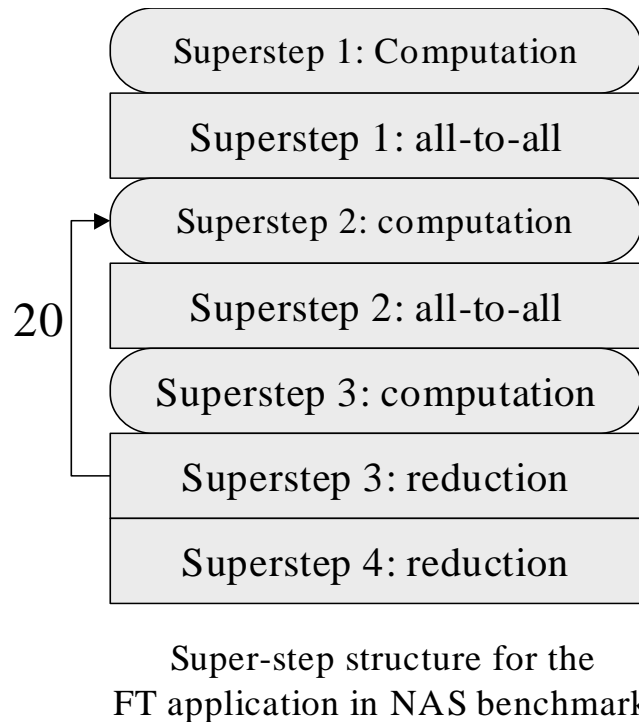 Superstep 1: Computation
Superstep 1: all-to-all
Superstep 2: computation
20
Superstep 2: all-to-all
Superstep 3: computation
Superstep 3: reduction
Superstep 4: reduction
Super-step structure for the
FT application in NAS benchmark